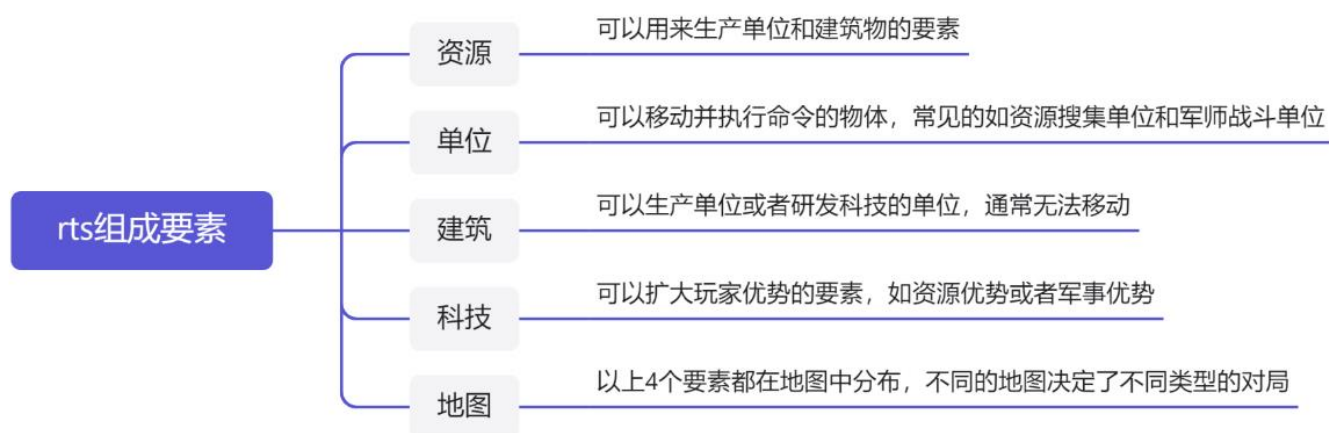 rts组成要素
资源
可以用来生产单位和建筑物的要素
单位
可以移动并执行命令的物体，常见的如资源搜集单位和军师战斗单位
建筑
可以生产单位或者研发科技的单位，通常无法移动
科技
可以扩大玩家优势的要素，如资源优势或者军事优势
地图
以上4个要素都在地图中分布，不同的地图决定了不同类型的对局